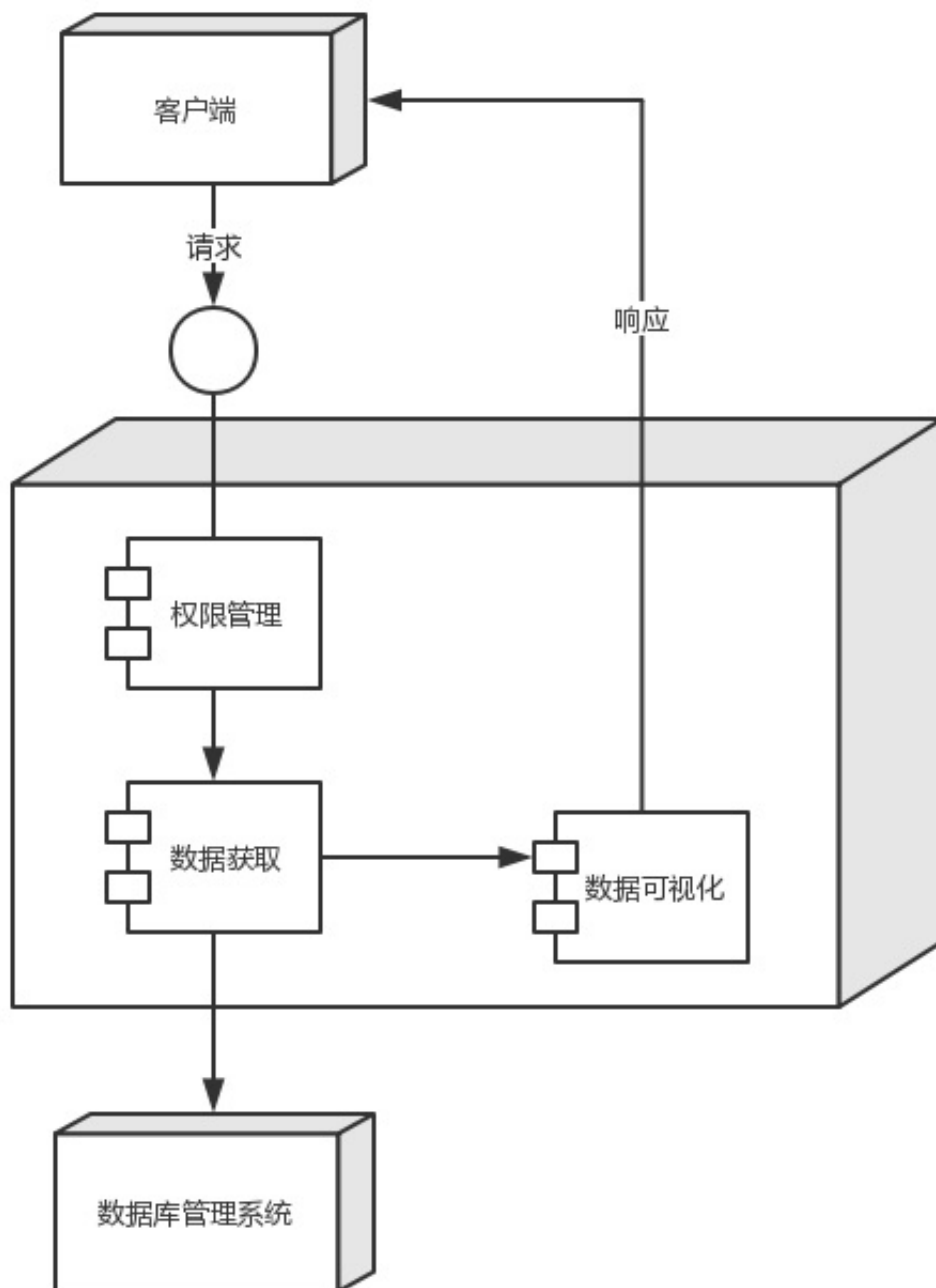 客户端
请求
响应
权限管理
数据获取
数据可视化
数据库管理系统